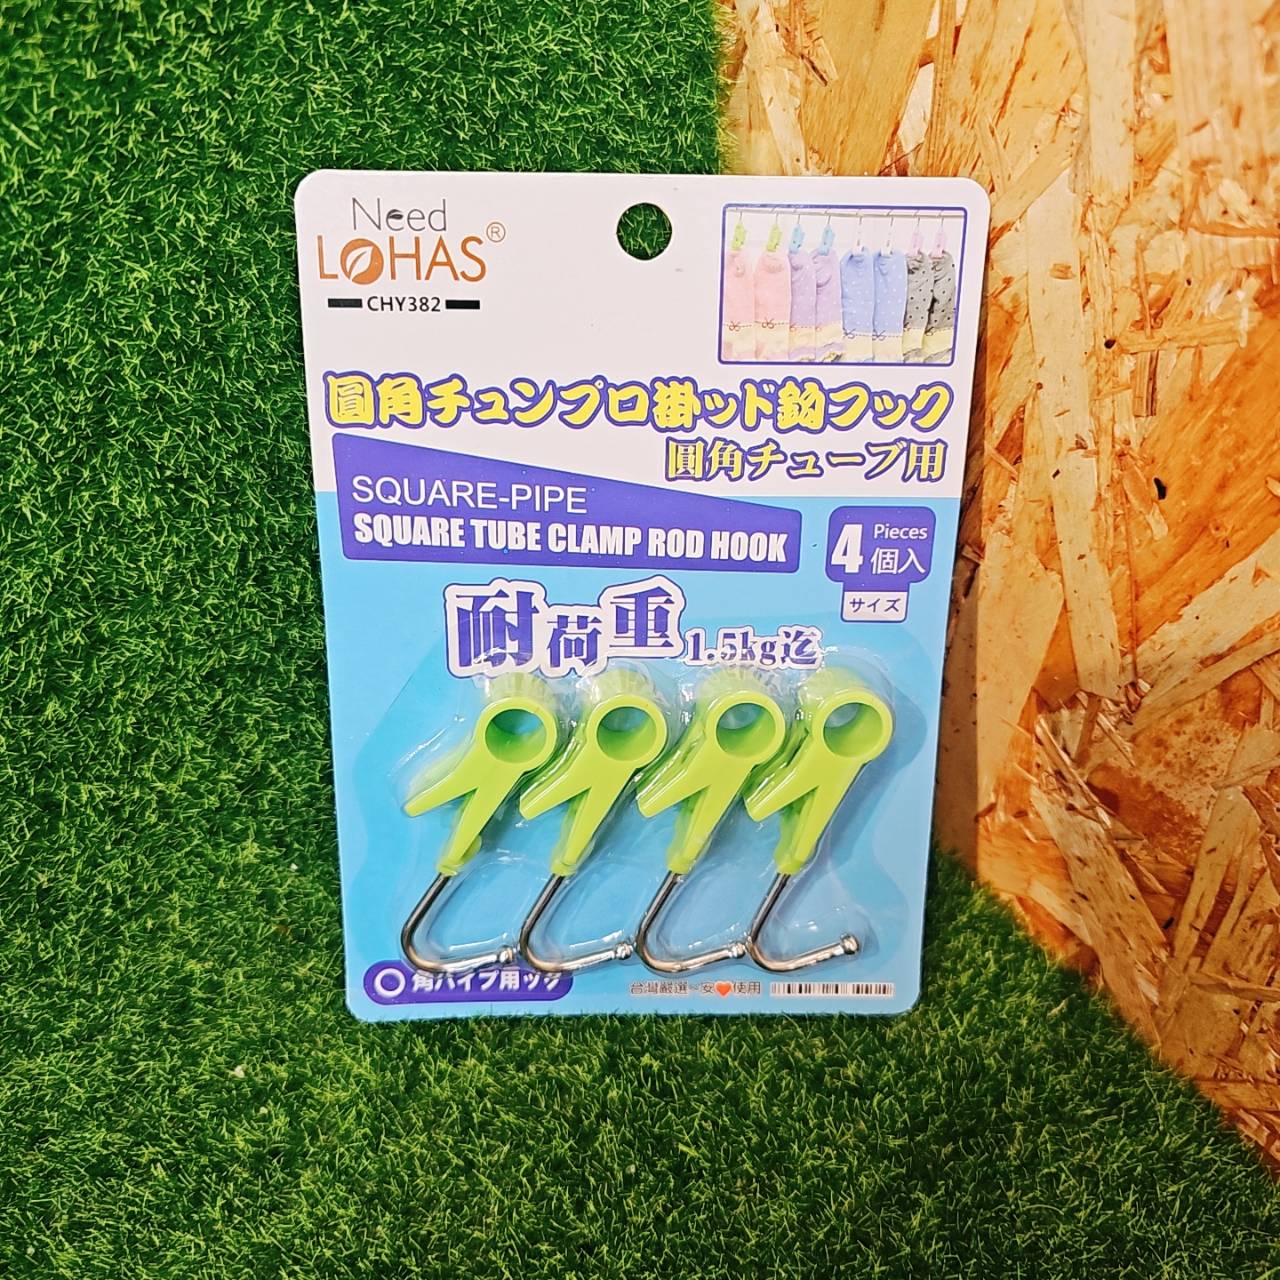 Need
LOHAS®
CHY382
圓角チュンプロ掛ッド鈎フック
圓角チューブ用
SQUARE-PIPE
SQUARE TUBE CLAMP ROD HOOK
4 Pieces
個入
サイズ
耐荷重1.5kg迄
角パイプ用ック
台灣嚴選~安❤使用